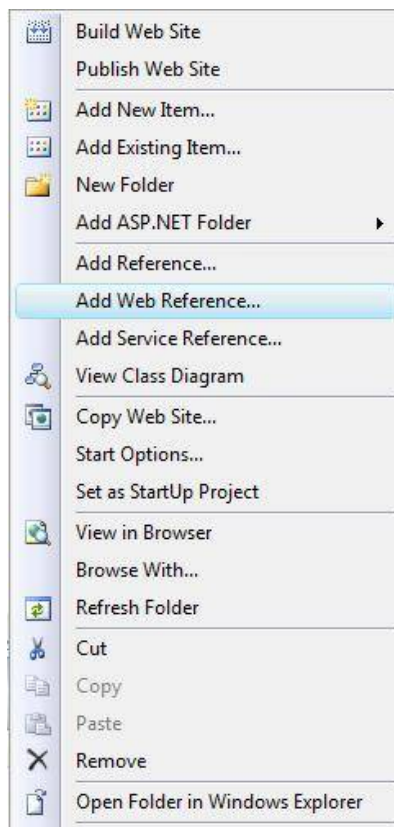 Build Web Site
Publish Web Site
Add New Item...
Add Existing Item...
New Folder
Add ASP.NET Folder
Add Reference...
Add Web Reference...
Add Service Reference...
View Class Diagram
Copy Web Site...
Start Options...
Set as StartUp Project
View in Browser
Browse With...
Refresh Folder
Cut
Copy
Paste
Remove
Open Folder in Windows Explorer